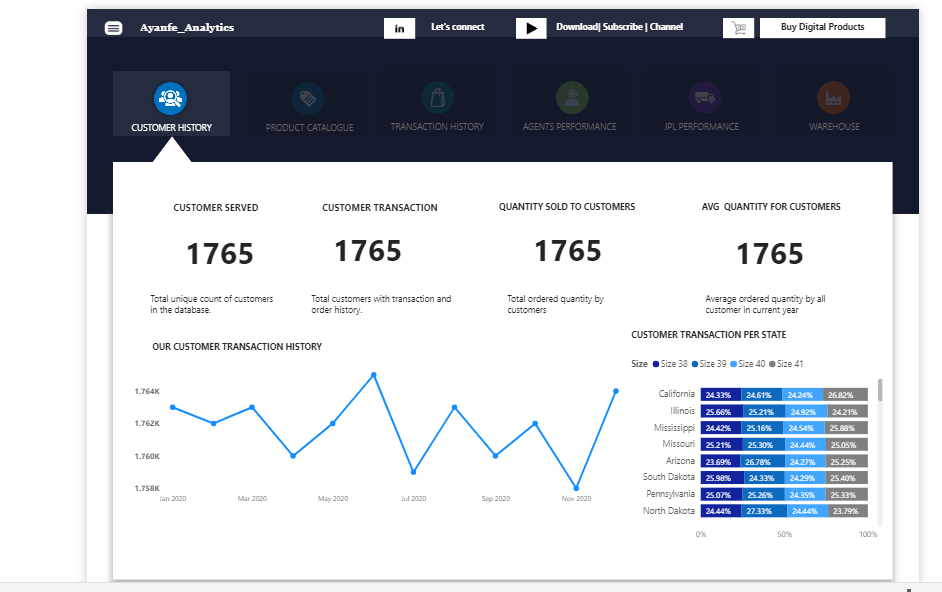 Ayanfe_Analytics
in
Let's connect
Download| Subscribe | Channel
Buy Digital Products
CUSTOMER HISTORY
PRODUCT CATALOGUE
TRANSACTION HISTORY
AGENTS PERFORMANCE
JPL PERFORMANCE
WAREHOUSE
CUSTOMER SERVED
1765
Total unique count of customers
in the database.
CUSTOMER TRANSACTION
1765
Total customers with transaction and
order history.
QUANTITY SOLD TO CUSTOMERS
1765
Total ordered quantity by
customers
AVG QUANTITY FOR CUSTOMERS
1765
Average ordered quantity by all
customer in current year
OUR CUSTOMER TRANSACTION HISTORY
1.764K
1.762K
1.760K
1.758K
Jan 2020 Mar 2020 May 2020 Jul 2020 Sep 2020 Nov 2020
CUSTOMER TRANSACTION PER STATE
Size Size 38 Size 39 Size 40 Size 41
California 24.33% 24.61% 24.24% 26.82%
Illinois 25.66% 25.21% 24.92% 24.21%
Mississippi 24.42% 25.16% 24.54% 25.88%
Missouri 25.21% 25.30% 24.44% 25.05%
Arizona 23.69% 26.78% 24.27% 25.25%
South Dakota 25.98% 24.33% 24.29% 25.40%
Pennsylvania 25.07% 25.26% 24.35% 25.33%
North Dakota 24.44% 27.33% 24.44% 23.79%
0% 50% 100%